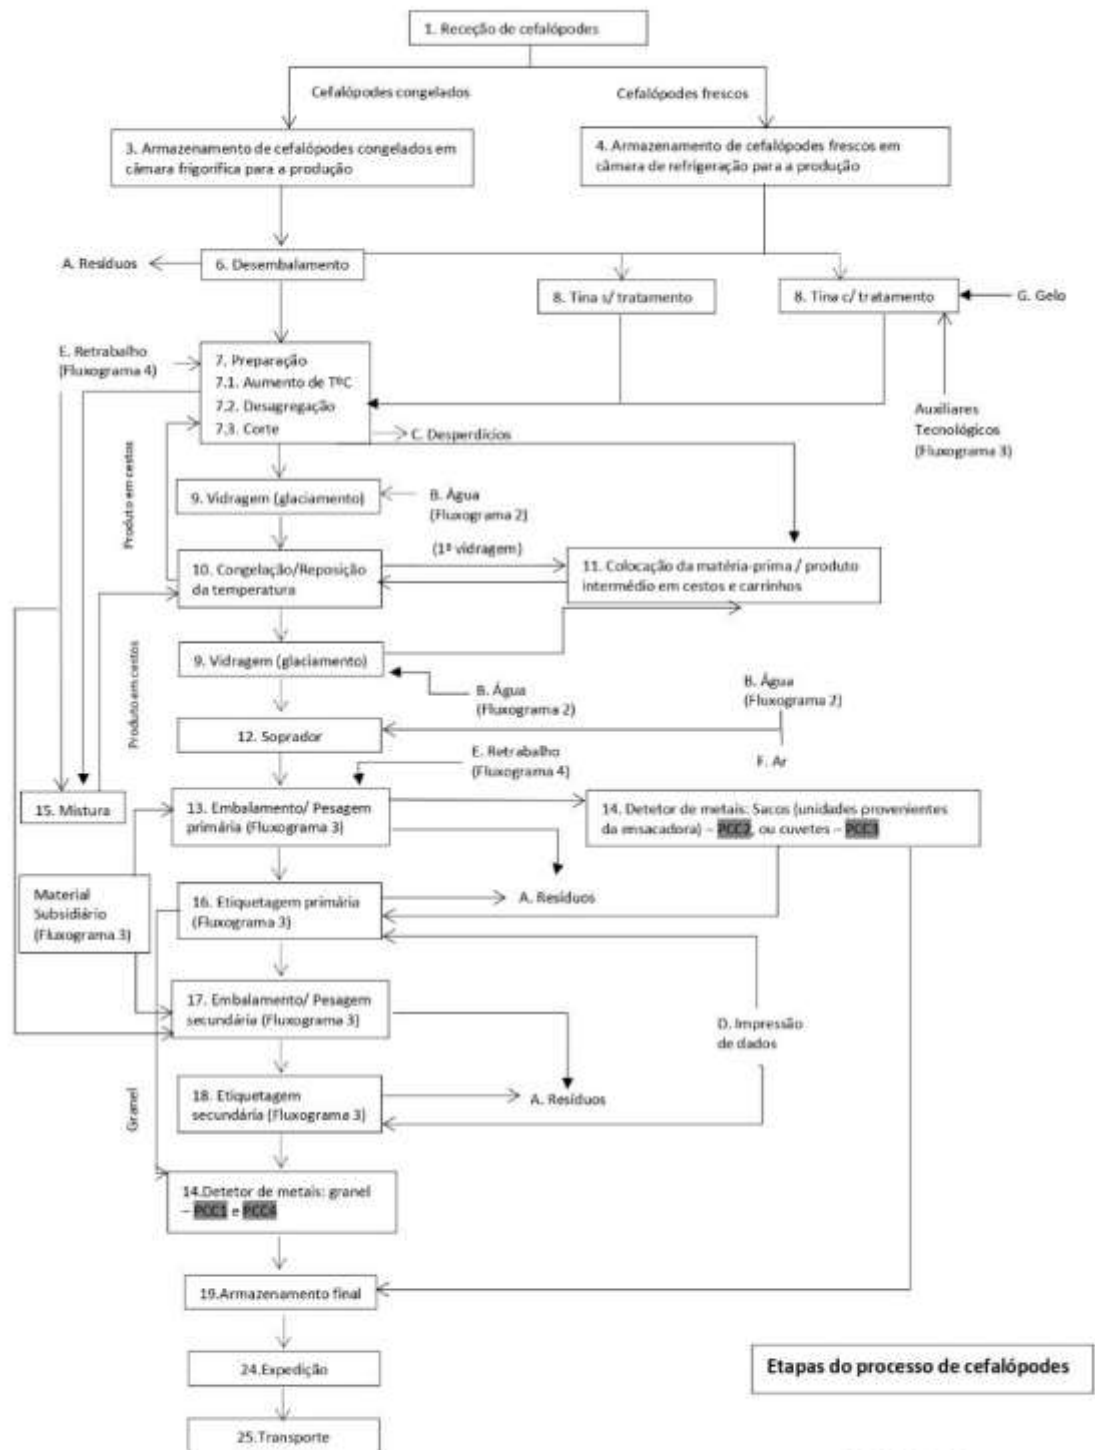 1. Receção de cefalópodes
Cefalópodes congelados
Cefalópodes frescos
3. Armazenamento de cefalópodes congelados em
câmara frigorífica para a produção
4. Armazenamento de cefalópodes frescos em
câmara de refrigeração para a produção
A. Resíduos
6. Desembalamento
8. Tina s/ tratamento
8. Tina c/ tratamento
G. Gelo
E. Retrabalho
(Fluxograma 4)
7. Preparação
7.1. Aumento de TºC
7.2. Desagregação
7.3. Corte
C. Desperdícios
Auxiliares
Tecnológicos
(Fluxograma 3)
Produto em cestos
9. Vidragem (glaciamento)
B. Água
(Fluxograma 2)
(1ª vidragem)
10. Congelação/Reposição
da temperatura
11. Colocação da matéria-prima / produto
intermédio em cestos e carrinhos
9. Vidragem (glaciamento)
Produto em cestos
B. Água
(Fluxograma 2)
B. Água
(Fluxograma 2)
12. Soprador
F. Ar
E. Retrabalho
(Fluxograma 4)
15. Mistura
13. Embalamento/ Pesagem
primária (Fluxograma 3)
14. Detetor de metais: Sacos (unidades provenientes
da ensacadora) – PCC2, ou cuvetes – PCC3
Material
Subsidiário
(Fluxograma 3)
16. Etiquetagem primária
(Fluxograma 3)
A. Resíduos
17. Embalamento/ Pesagem
secundária (Fluxograma 3)
D. Impressão
de dados
18. Etiquetagem
secundária (Fluxograma 3)
A. Resíduos
Granel
14.Detetor de metais: granel
– PCC1 e PCC4
19.Armazenamento final
24.Expedição
Etapas do processo de cefalópodes
25.Transporte